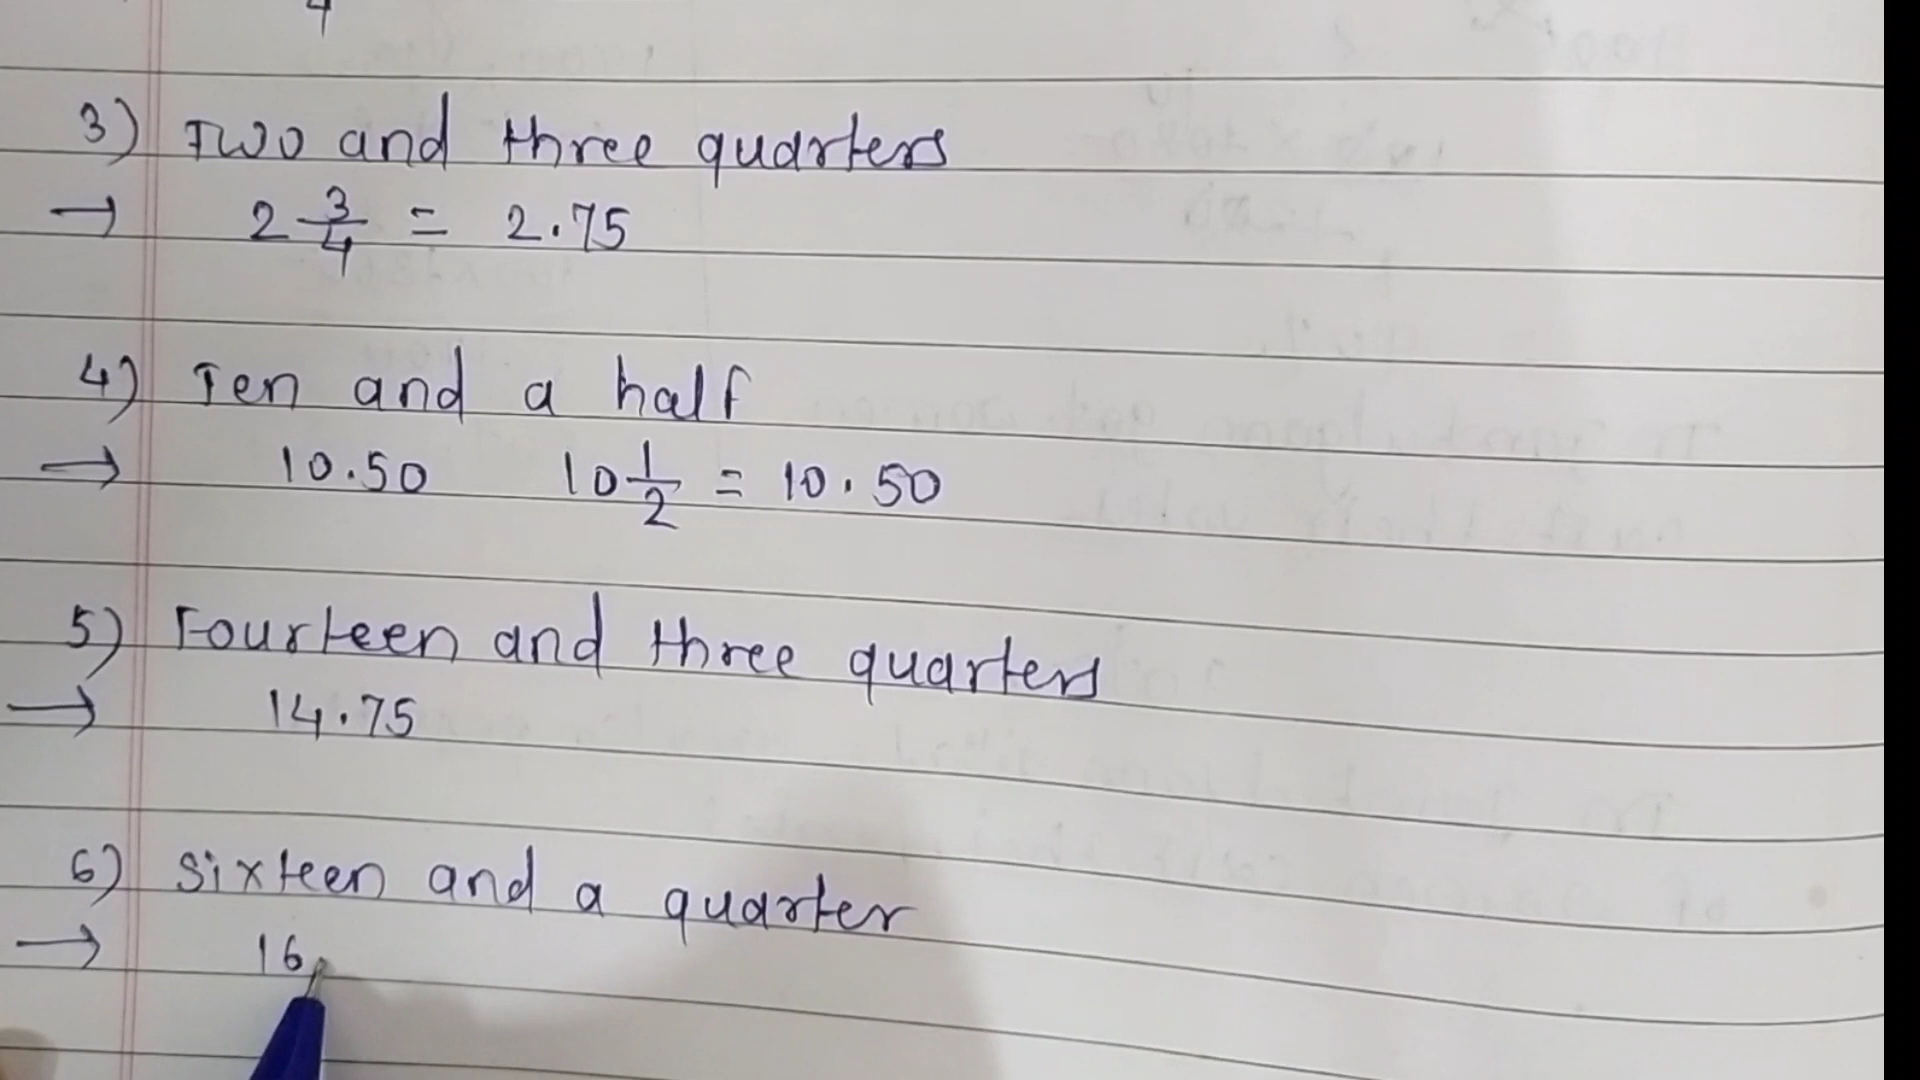 4
3) Two and three quarters
→ 2 3/4 = 2.75
4) Ten and a half
→ 10.50 10 1/2 = 10.50
5) Fourteen and three quarters
→ 14.75
6) Sixteen and a quarter
→ 16.